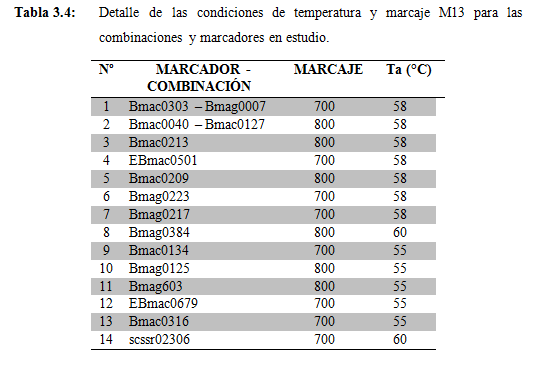 Tabla 3.4: Detalle de las condiciones de temperatura y marcaje M13 para las
combinaciones y marcadores en estudio.
Nº MARCADOR - COMBINACIÓN MARCAJE Ta (°C)
1 Bmac0303 – Bmag0007 700 58
2 Bmac0040 – Bmac0127 800 58
3 Bmac0213 800 58
4 EBmac0501 700 58
5 Bmac0209 800 58
6 Bmag0223 700 58
7 Bmag0217 700 58
8 Bmag0384 800 60
9 Bmac0134 700 55
10 Bmag0125 800 55
11 Bmag603 800 55
12 EBmac0679 700 55
13 Bmac0316 700 55
14 scssr02306 700 60